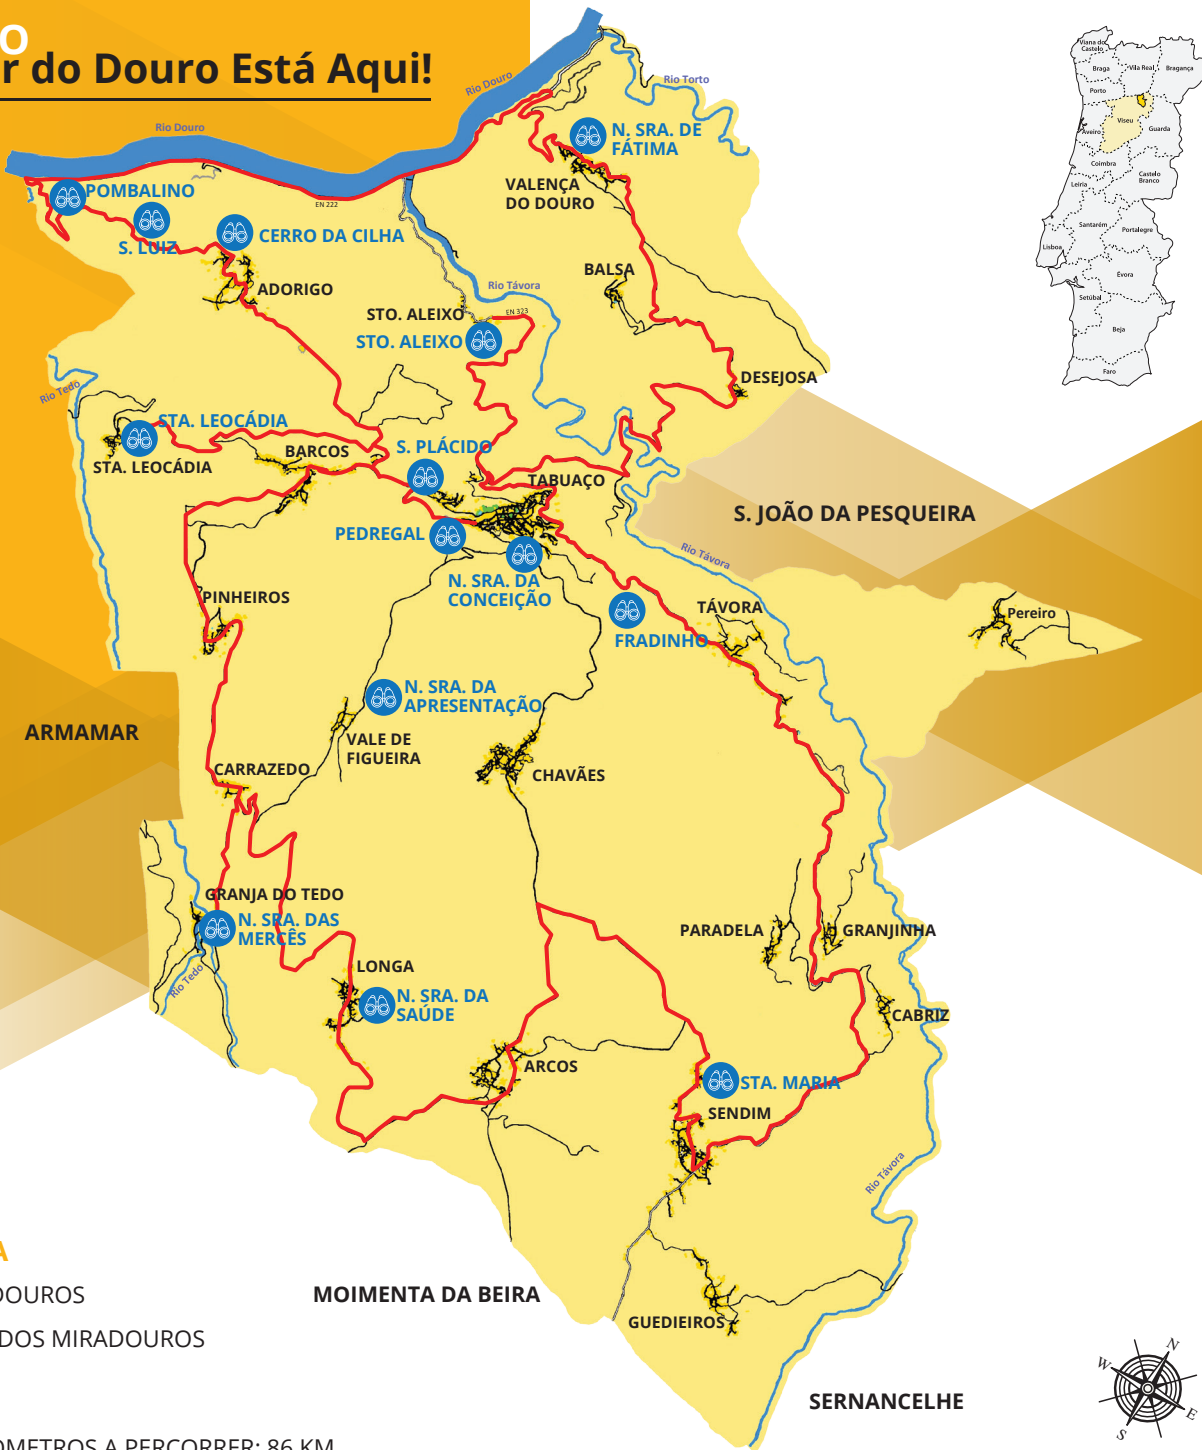 O
r do Douro Está Aqui!
Rio Douro
Rio Douro
Rio Torto
N. SRA. DE
FÁTIMA
VALENÇA
DO DOURO
POMBALINO
S. LUIZ
CERRO DA CILHA
EN 222
ADORIGO
BALSA
Rio Távora
STO. ALEIXO
EN 323
STO. ALEIXO
DESEJOSA
Rio Tedo
STA. LEOCÁDIA
STA. LEOCÁDIA
BARCOS
S. PLÁCIDO
TABUAÇO
S. JOÃO DA PESQUEIRA
PEDREGAL
Rio Távora
N. SRA. DA
CONCEIÇÃO
PINHEIROS
FRADINHO
TÁVORA
Pereiro
N. SRA. DA
APRESENTAÇÃO
ARMAMAR
VALE DE
FIGUEIRA
CARRAZEDO
CHAVÃES
GRANJA DO TEDO
N. SRA. DAS
MERCÊS
PARADELA
GRANJINHA
Rio Tedo
LONGA
N. SRA. DA
SAÚDE
CABRIZ
ARCOS
STA. MARIA
SENDIM
Rio Távora
A
DOUROS
DOS MIRADOUROS
MOIMENTA DA BEIRA
GUEDIEIROS
SERNANCELHE
OMETROS A PERCORRER: 86 KM
Viana do
Castelo
Braga
Vila Real
Bragança
Porto
Viseu
Aveiro
Guarda
Coimbra
Castelo
Branco
Leiria
Santarém
Portalegre
Lisboa
Évora
Setúbal
Beja
Faro
N
W
E
S